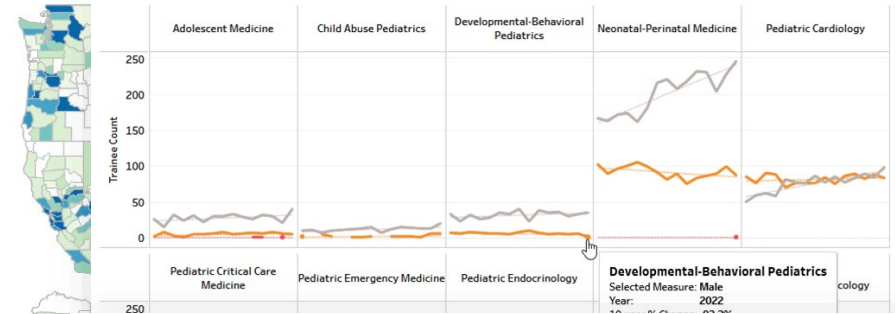 Adolescent Medicine
Child Abuse Pediatrics
Developmental-Behavioral
Pediatrics
Neonatal-Perinatal Medicine
Pediatric Cardiology
Trainee Count
250
200
150
100
50
0
Pediatric Critical Care
Medicine
Pediatric Emergency Medicine
Pediatric Endocrinology
cology
250
Developmental-Behavioral Pediatrics
Selected Measure: Male
Year: 2022